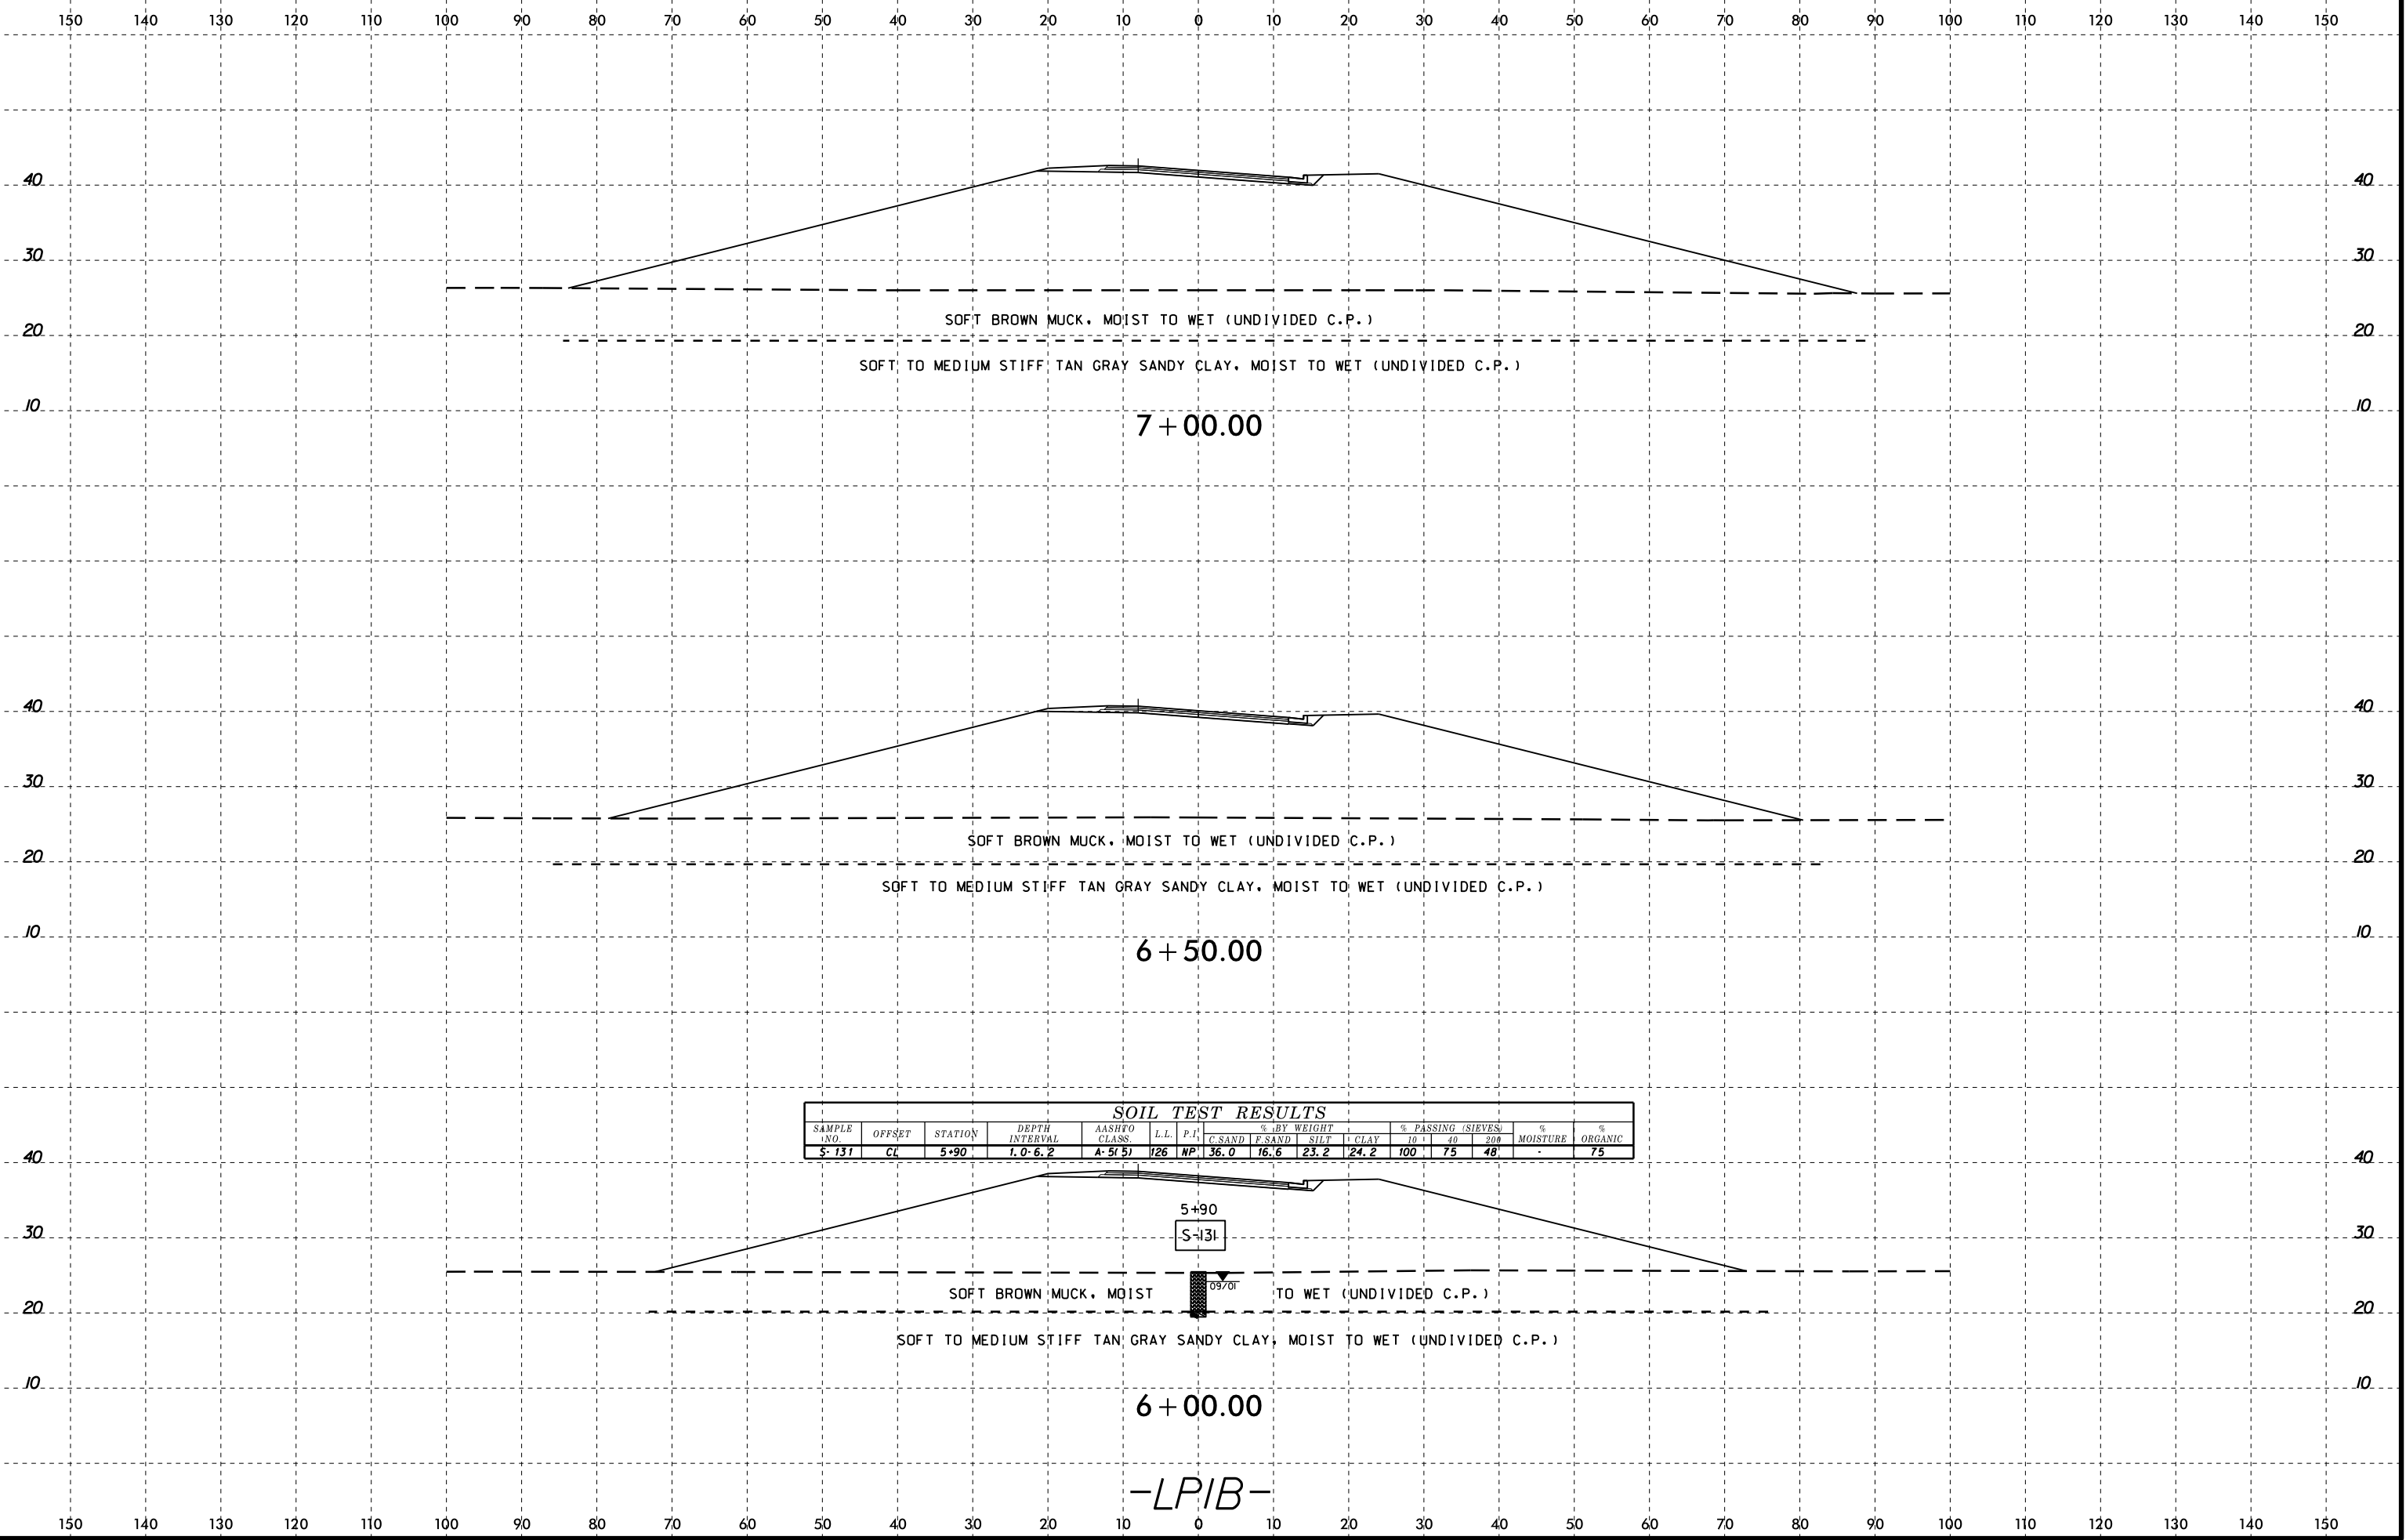 150 140 130 120 110 100 90 80 70 60 50 40 30 20 10 0 10 20 30 40 50 60 70 80 90 100 110 120 130 140 150
40 40
30 30
SOFT BROWN MUCK, MOIST TO WET (UNDIVIDED C.P.)
20 20
SOFT TO MEDIUM STIFF TAN GRAY SANDY CLAY, MOIST TO WET (UNDIVIDED C.P.)
10 10
7+00.00
40 40
30 30
SOFT BROWN MUCK, MOIST TO WET (UNDIVIDED C.P.)
20 20
SOFT TO MEDIUM STIFF TAN GRAY SANDY CLAY, MOIST TO WET (UNDIVIDED C.P.)
10 10
6+50.00
SOIL TEST RESULTS
SAMPLE NO. OFFSET STATION DEPTH INTERVAL AASHTO CLASS. L.L. P.I. % BY WEIGHT % PASSING (SIEVES) % MOISTURE % ORGANIC
C.SAND F.SAND SILT CLAY 10 40 200
S-131 CL 5+90 1.0-6.2 A-5(5) 126 NP 36.0 16.6 23.2 24.2 100 75 48 - 75
40 40
5+90
30 S-131 30
09/01
SOFT BROWN MUCK, MOIST TO WET (UNDIVIDED C.P.)
20 20
SOFT TO MEDIUM STIFF TAN GRAY SANDY CLAY, MOIST TO WET (UNDIVIDED C.P.)
10 10
6+00.00
-LP1B-
150 140 130 120 110 100 90 80 70 60 50 40 30 20 10 0 10 20 30 40 50 60 70 80 90 100 110 120 130 140 150